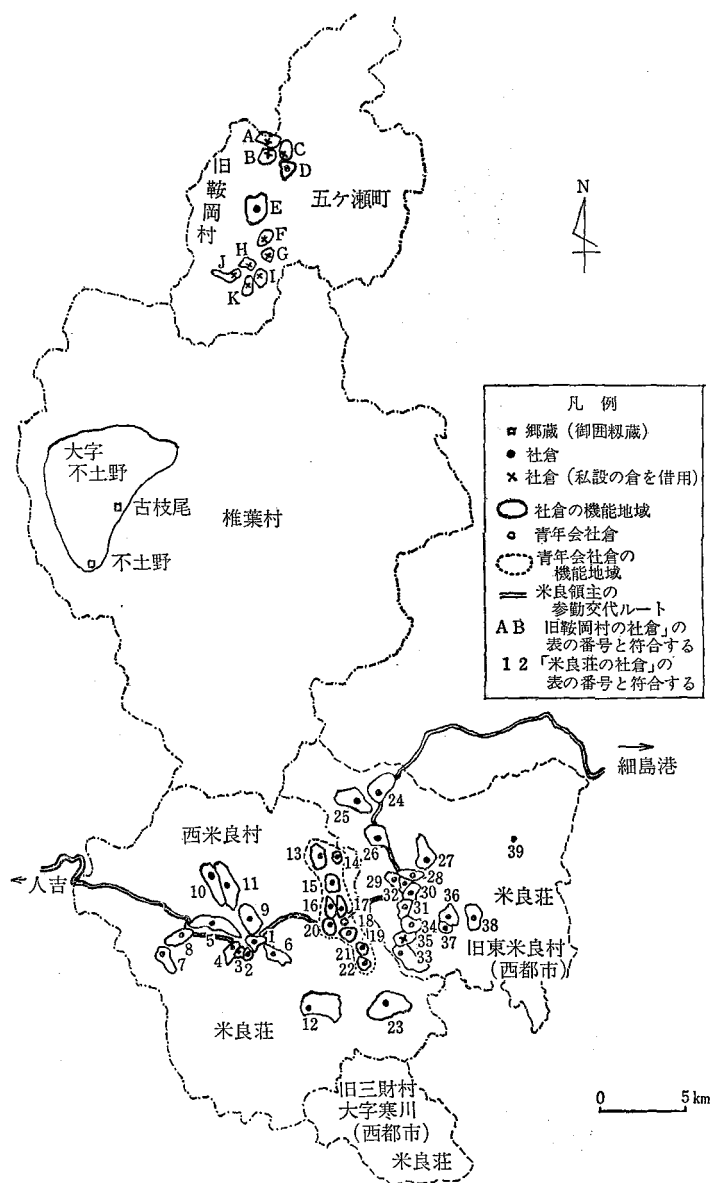 A
B
C
D
旧鞍岡村
五ケ瀬町
E
F
G
H
I
J
K
N
凡例
郷蔵(御囲籾蔵)
社倉
社倉(私設の倉を借用)
社倉の機能地域
青年会社倉
青年会社倉の
機能地域
米良領主の
参勤交代ルート
AB 旧鞍岡村の社倉」の
表の番号と符合する
12 「米良荘の社倉」の
表の番号と符合する
大字
不土野
古枝尾
不土野
椎葉村
細島港
人吉
西米良村
米良荘
旧東米良村
(西都市)
米良荘
旧三財村
大字寒川
(西都市)
米良荘
1
2
3
4
5
6
7
8
9
10
11
12
13
14
15
16
17
18
19
20
21
22
23
24
25
26
27
28
29
30
31
32
33
34
35
36
37
38
39
0 5km